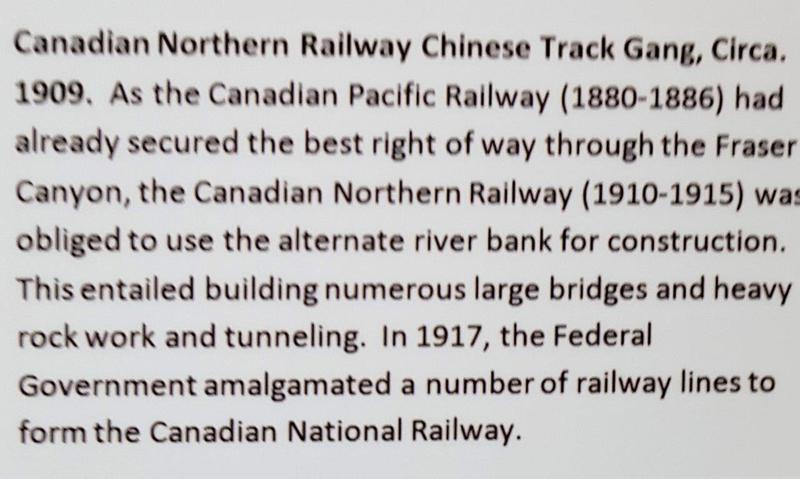 Canadian Northern Railway Chinese Track Gang, Circa.
1909. As the Canadian Pacific Railway (1880-1886) had
already secured the best right of way through the Fraser
Canyon, the Canadian Northern Railway (1910-1915) was
obliged to use the alternate river bank for construction.
This entailed building numerous large bridges and heavy
rock work and tunneling. In 1917, the Federal
Government amalgamated a number of railway lines to
form the Canadian National Railway.